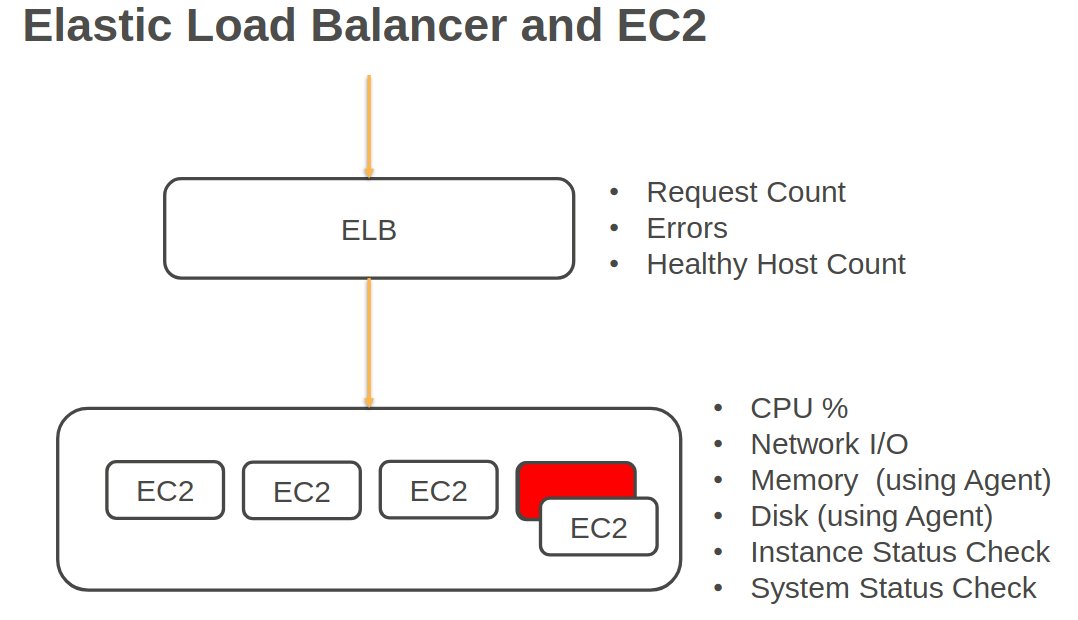 Elastic Load Balancer and EC2
ELB
• Request Count
• Errors
• Healthy Host Count
EC2
EC2
EC2
EC2
• CPU %
• Network I/O
• Memory (using Agent)
• Disk (using Agent)
• Instance Status Check
• System Status Check